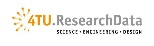 4TU.ResearchData
SCIENCE · ENGINEERING · DESIGN